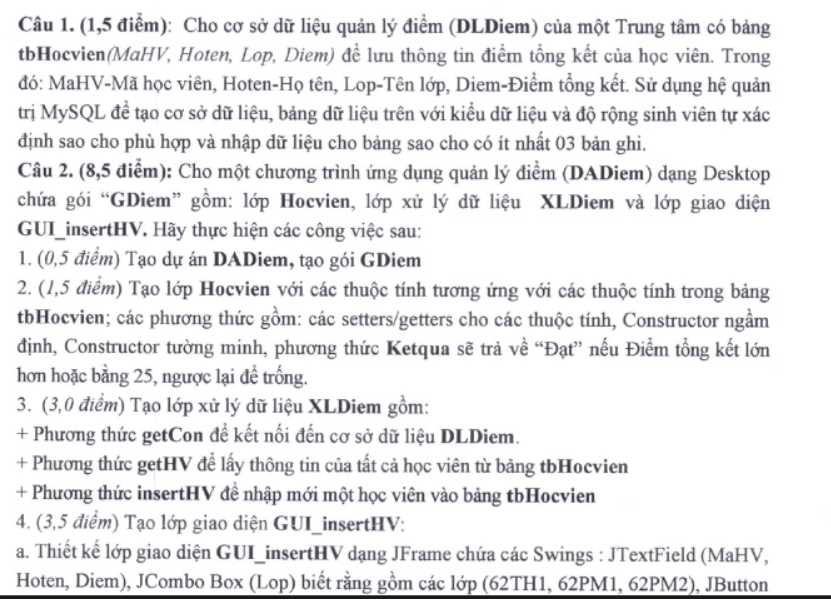 Câu 1. (1,5 điểm): Cho cơ sở dữ liệu quản lý điểm (DLDiem) của một Trung tâm có bảng
tbHocvien(MaHV, Hoten, Lop, Diem) để lưu thông tin điểm tổng kết của học viên. Trong
đó: MaHV-Mã học viên, Hoten-Họ tên, Lop-Tên lớp, Diem-Điểm tổng kết. Sử dụng hệ quản
trị MySQL để tạo cơ sở dữ liệu, bảng dữ liệu trên với kiểu dữ liệu và độ rộng sinh viên tự xác
định sao cho phù hợp và nhập dữ liệu cho bảng sao cho có ít nhất 03 bản ghi.
Câu 2. (8,5 điểm): Cho một chương trình ứng dụng quản lý điểm (DADiem) dạng Desktop
chứa gói “GDiem” gồm: lớp Hocvien, lớp xử lý dữ liệu XLDiem và lớp giao diện
GUI_insertHV. Hãy thực hiện các công việc sau:
1. (0,5 điểm) Tạo dự án DADiem, tạo gói GDiem
2. (1,5 điểm) Tạo lớp Hocvien với các thuộc tính tương ứng với các thuộc tính trong bảng
tbHocvien; các phương thức gồm: các setters/getters cho các thuộc tính, Constructor ngầm
định, Constructor tường minh, phương thức Ketqua sẽ trả về “Đạt” nếu Điểm tổng kết lớn
hơn hoặc bằng 25, ngược lại để trống.
3. (3,0 điểm) Tạo lớp xử lý dữ liệu XLDiem gồm:
+ Phương thức getCon để kết nối đến cơ sở dữ liệu DLDiem.
+ Phương thức getHV để lấy thông tin của tất cả học viên từ bảng tbHocvien
+ Phương thức insertHV để nhập mới một học viên vào bảng tbHocvien
4. (3,5 điểm) Tạo lớp giao diện GUI_insertHV:
a. Thiết kế lớp giao diện GUI_insertHV dạng JFrame chứa các Swings : JTextField (MaHV,
Hoten, Diem), JCombo Box (Lop) biết rằng gồm các lớp (62TH1, 62PM1, 62PM2), JButton